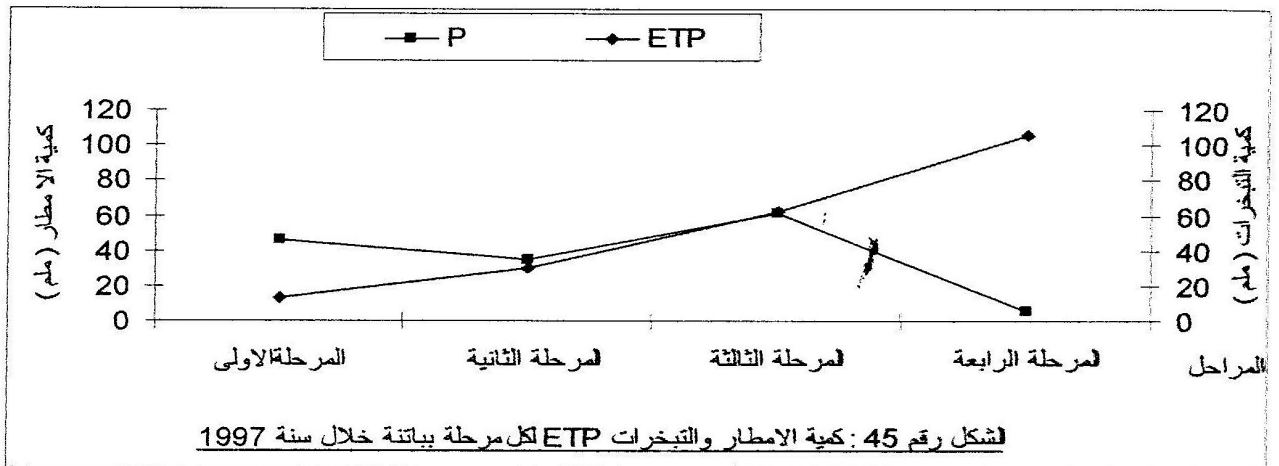 P ETP
كمية الامطار (ملم)
120
100
80
60
40
20
0
120
100
80
60
40
20
0
كمية التبخرات (ملم)
المرحلة الاولى المرحلة الثانية المرحلة الثالثة المرحلة الرابعة المراحل
الشكل رقم 45 : كمية الامطار والتبخرات ETP لكل مرحلة بباتنة خلال سنة 1997